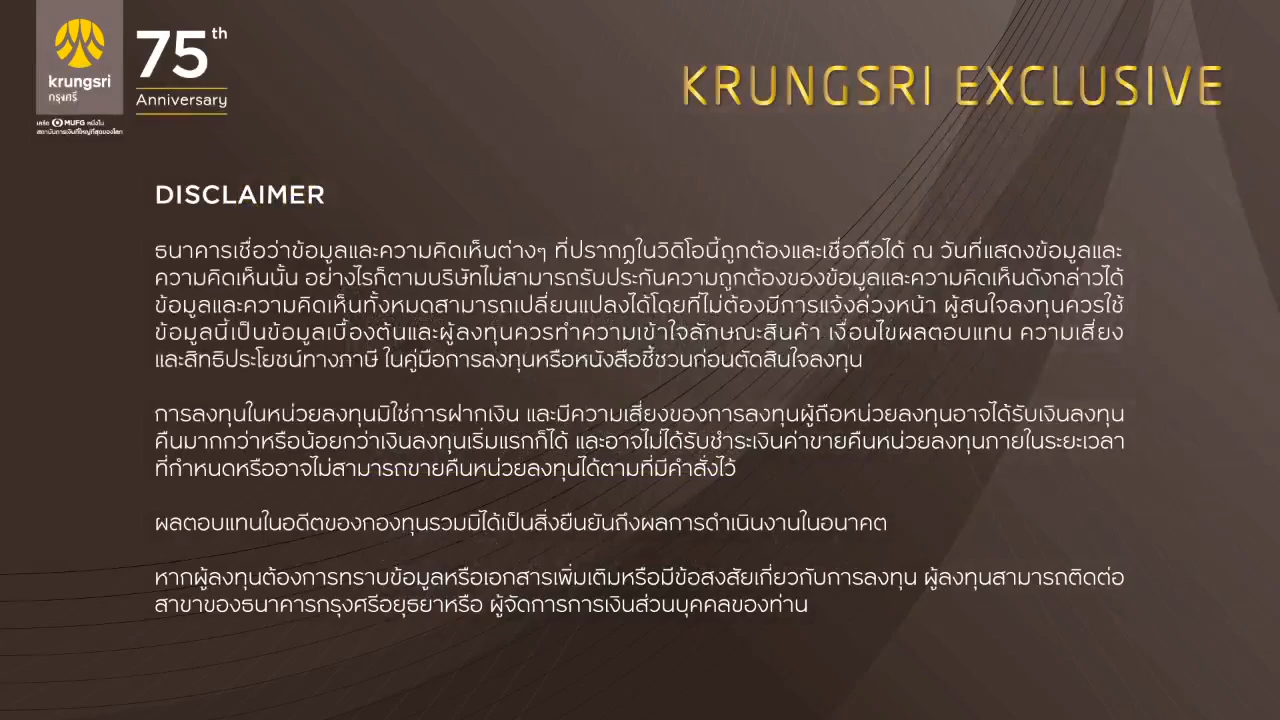 krungsri
กรุงศรี
เครือ MUFG หนึ่งใน
สถาบันการเงินที่ใหญ่ที่สุดของโลก
75th
Anniversary
KRUNGSRI EXCLUSIVE
DISCLAIMER
ธนาคารเชื่อว่าข้อมูลและความคิดเห็นต่างๆ ที่ปรากฏในวิดิโอนี้ถูกต้องและเชื่อถือได้ ณ วันที่แสดงข้อมูลและ
ความคิดเห็นนั้น อย่างไรก็ตามบริษัทไม่สามารถรับประกันความถูกต้องของข้อมูลและความคิดเห็นดังกล่าวได้
ข้อมูลและความคิดเห็นทั้งหมดสามารถเปลี่ยนแปลงได้โดยที่ไม่ต้องมีการแจ้งล่วงหน้า ผู้สนใจลงทุนควรใช้
ข้อมูลนี้เป็นข้อมูลเบื้องต้นและผู้ลงทุนควรทำความเข้าใจลักษณะสินค้า เงื่อนไขผลตอบแทน ความเสี่ยง
และสิทธิประโยชน์ทางภาษี ในคู่มือการลงทุนหรือหนังสือชี้ชวนก่อนตัดสินใจลงทุน
การลงทุนในหน่วยลงทุนมิใช่การฝากเงิน และมีความเสี่ยงของการลงทุนผู้ถือหน่วยลงทุนอาจได้รับเงินลงทุน
คืนมากกว่าหรือน้อยกว่าเงินลงทุนเริ่มแรกก็ได้ และอาจไม่ได้รับชำระเงินค่าขายคืนหน่วยลงทุนภายในระยะเวลา
ที่กำหนดหรืออาจไม่สามารถขายคืนหน่วยลงทุนได้ตามที่มีคำสั่งไว้
ผลตอบแทนในอดีตของกองทุนรวมมิได้เป็นสิ่งยืนยันถึงผลการดำเนินงานในอนาคต
หากผู้ลงทุนต้องการทราบข้อมูลหรือเอกสารเพิ่มเติมหรือมีข้อสงสัยเกี่ยวกับการลงทุน ผู้ลงทุนสามารถติดต่อ
สาขาของธนาคารกรุงศรีอยุธยาหรือ ผู้จัดการการเงินส่วนบุคคลของท่าน